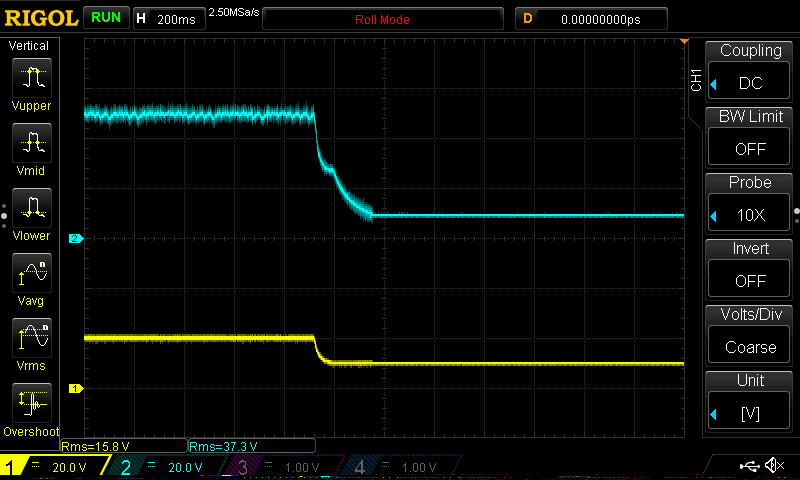 RIGOL RUN H 200ms 2.50MSa/s Roll Mode D 0.00000000ps
Vertical
Vupper
Vmid
Vlower
n
Vavg
n
Vrms
Overshoot
2
1
CH1
Coupling
DC
BW Limit
OFF
Probe
10X
Invert
OFF
Volts/Div
Coarse
Unit
[V]
Rms=15.8 V Rms=37.3 V
1 = 20.0 V 2 = 20.0 V 3 = 1.00 V 4 = 1.00 V